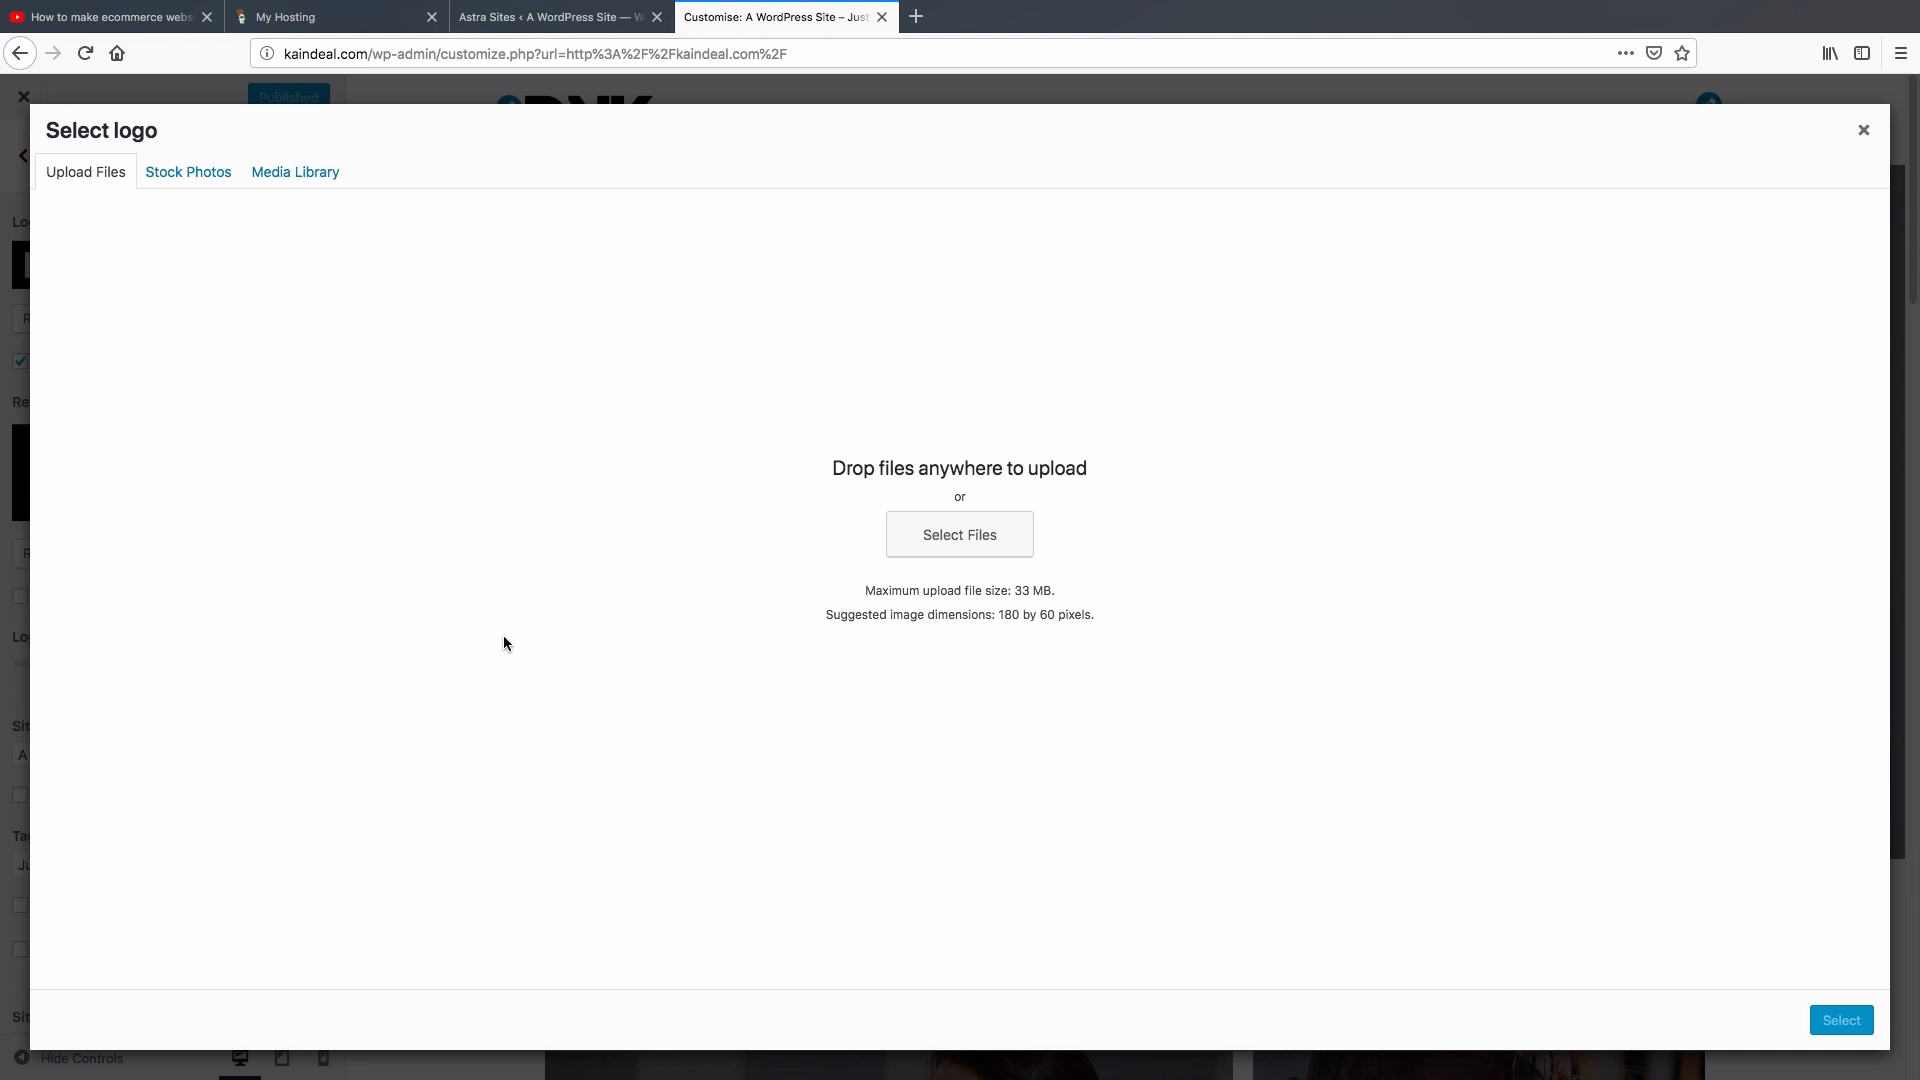 How to make ecommerce webs
My Hosting
Astra Sites ‹ A WordPress Site — W
Customise: A WordPress Site – Just
kaindeal.com/wp-admin/customize.php?url=http%3A%2F%2Fkaindeal.com%2F
Published
Select logo
Upload Files
Stock Photos
Media Library
Drop files anywhere to upload
or
Select Files
Maximum upload file size: 33 MB.
Suggested image dimensions: 180 by 60 pixels.
Select
Hide Controls